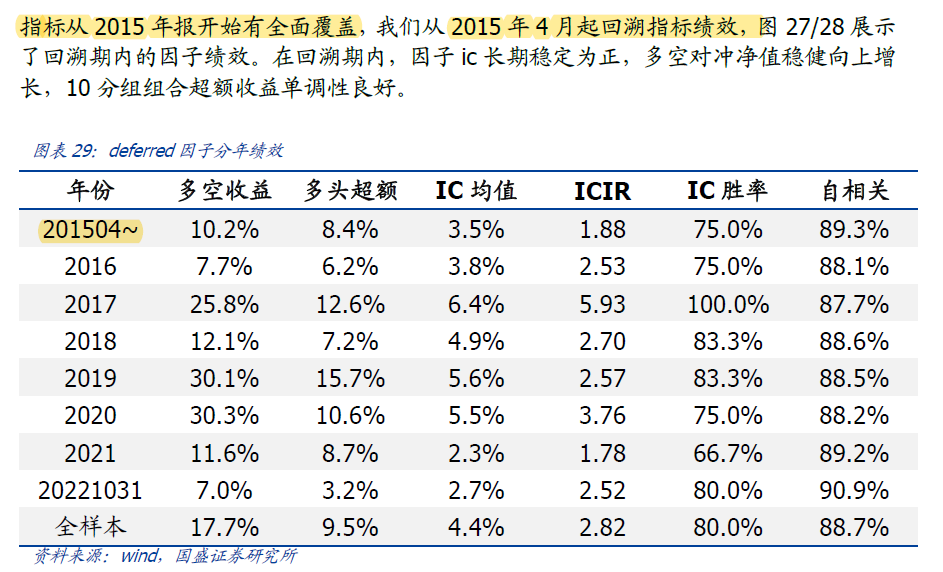 指标从 2015 年报开始有全面覆盖，我们从 2015 年 4 月起回溯指标绩效，图 27/28 展示
了回溯期内的因子绩效。在回溯期内，因子 ic 长期稳定为正，多空对冲净值稳健向上增
长，10 分组组合超额收益单调性良好。
图表 29：deferred 因子分年绩效
年份 多空收益 多头超额 IC 均值 ICIR IC 胜率 自相关
201504~ 10.2% 8.4% 3.5% 1.88 75.0% 89.3%
2016 7.7% 6.2% 3.8% 2.53 75.0% 88.1%
2017 25.8% 12.6% 6.4% 5.93 100.0% 87.7%
2018 12.1% 7.2% 4.9% 2.70 83.3% 88.6%
2019 30.1% 15.7% 5.6% 2.57 83.3% 88.5%
2020 30.3% 10.6% 5.5% 3.76 75.0% 88.2%
2021 11.6% 8.7% 2.3% 1.78 66.7% 89.2%
20221031 7.0% 3.2% 2.7% 2.52 80.0% 90.9%
全样本 17.7% 9.5% 4.4% 2.82 80.0% 88.7%
资料来源：wind，国盛证券研究所